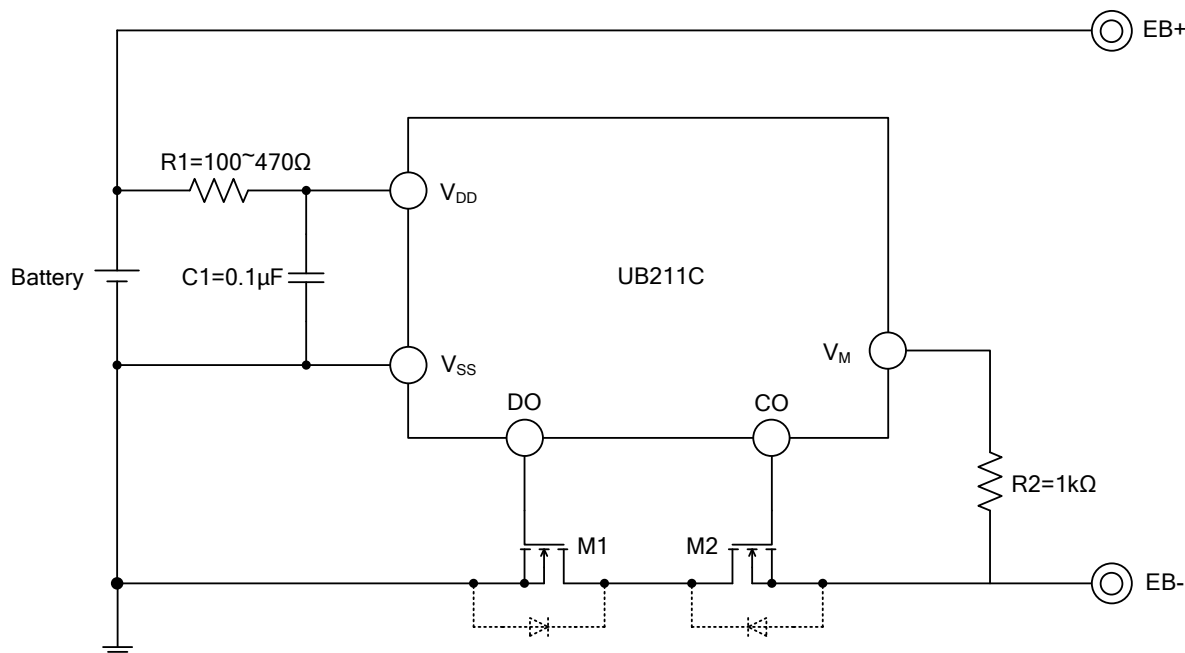 EB+
R1=100~470Ω
VDD
Battery
C1=0.1µF
UB211C
VM
VSS
DO
CO
R2=1kΩ
M1
M2
EB-